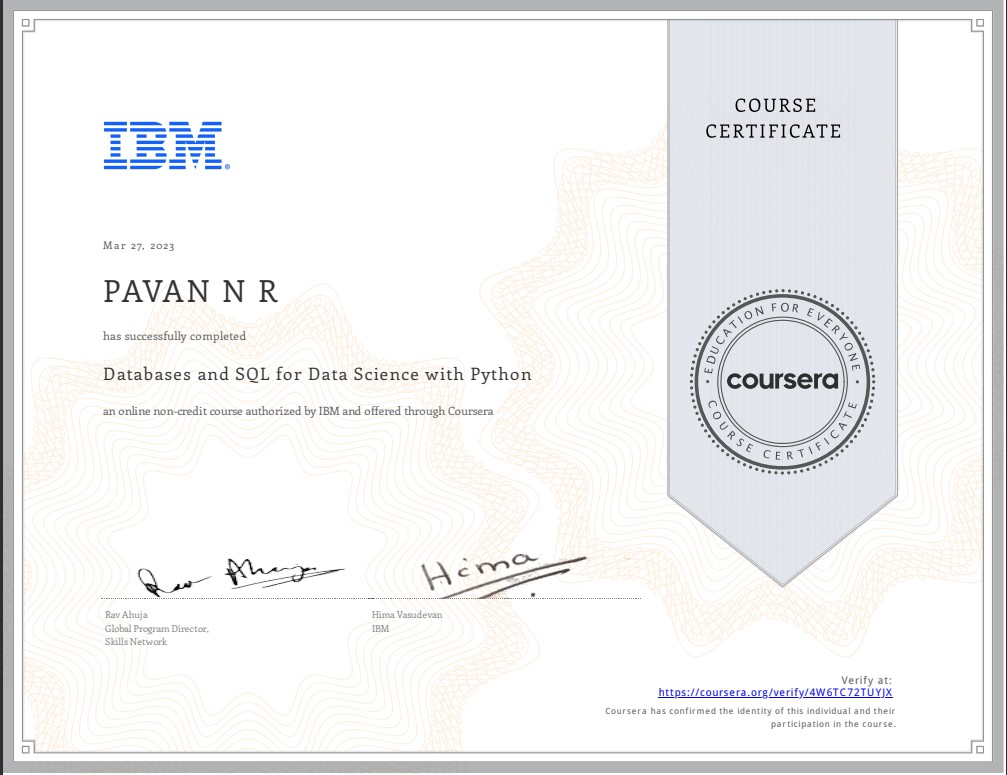 COURSE
CERTIFICATE
IBM®
Mar 27, 2023
PAVAN N R
has successfully completed
Databases and SQL for Data Science with Python
an online non-credit course authorized by IBM and offered through Coursera
EDUCATION FOR EVERYONE
coursera
COURSE CERTIFICATE
Rav Ahuja
Hima
Rav Ahuja
Global Program Director,
Skills Network
Hima Vasudevan
IBM
Verify at:
https://coursera.org/verify/4W6TC72TUYJX
Coursera has confirmed the identity of this individual and their
participation in the course.